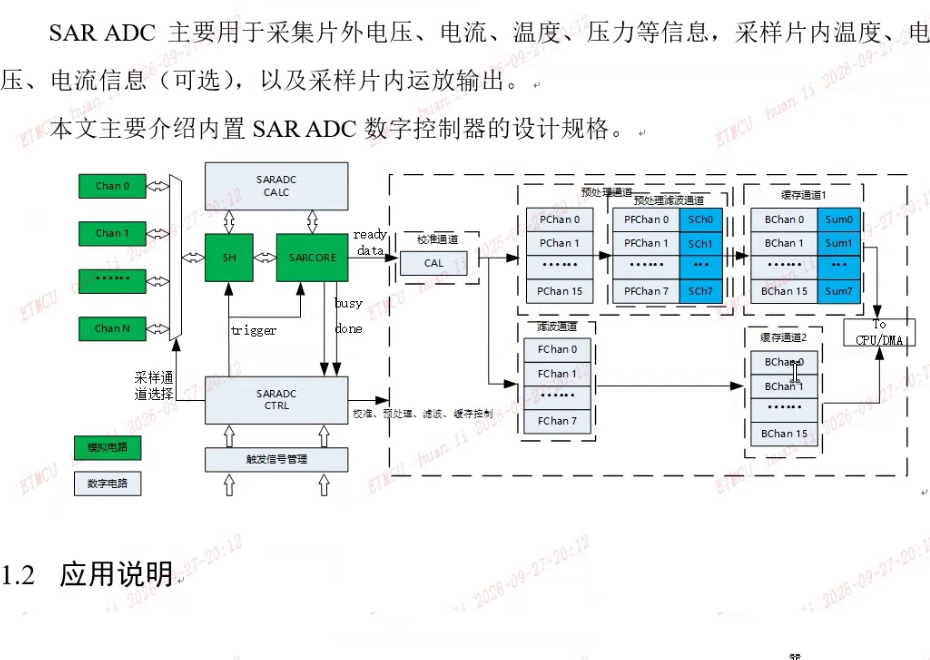 SAR ADC 主要用于采集片外电压、电流、温度、压力等信息，采样片内温度、电
压、电流信息（可选），以及采样片内运放输出。
本文主要介绍内置 SAR ADC 数字控制器的设计规格。
Chan 0
Chan 1
······
Chan N
采样通
道选择
SARADC
CALC
SH
SARCORE
trigger
ready
data
busy
done
SARADC
CTRL
触发信号管理
模拟电路
数字电路
校准、预处理、滤波、缓存控制
校准通道
CAL
预处理通道
PChan 0
PChan 1
······
PChan 15
预处理滤波通道
PFChan 0 SCh0
PFChan 1 SCh1
······ ···
PFChan 7 SCh7
滤波通道
FChan 0
FChan 1
······
FChan 7
缓存通道1
BChan 0 Sum0
BChan 1 Sum1
······ ···
BChan 15 Sum7
缓存通道2
BChan 0
BChan 1
······
BChan 15
To
CPU/DMA
1.2 应用说明
ETMCU huan.li 2026-09-27-20:12